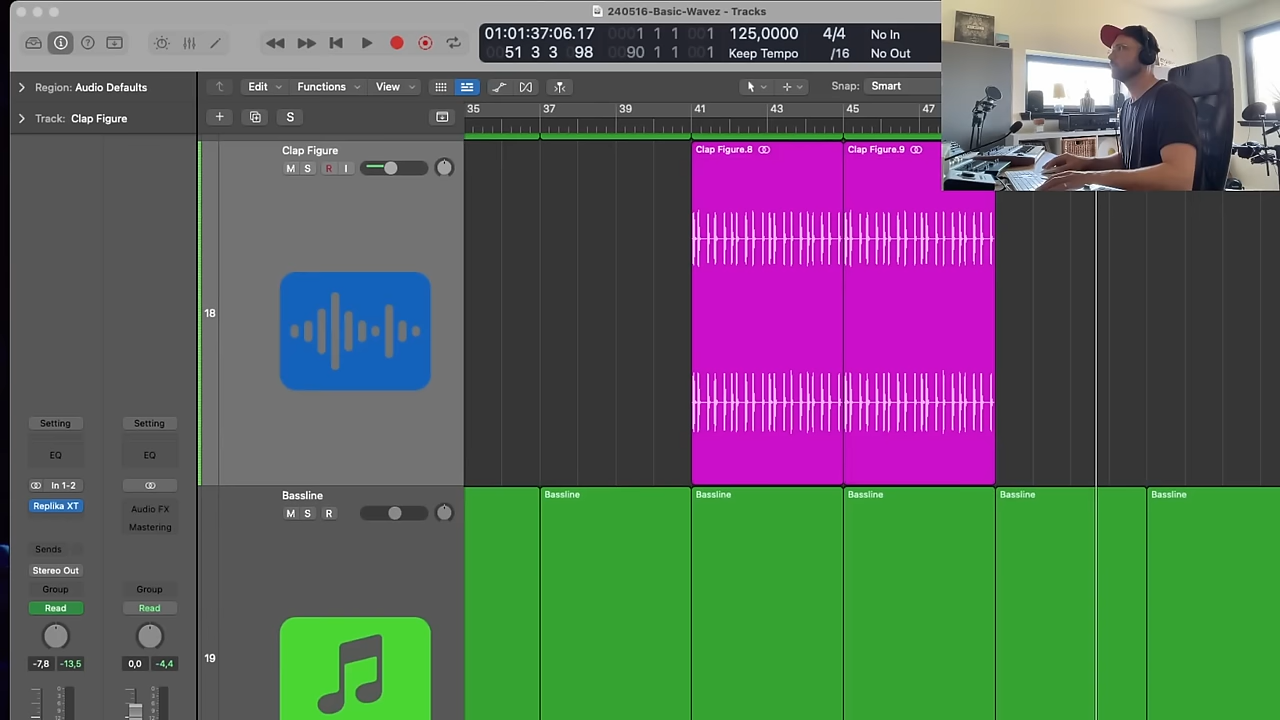 240516-Basic-Wavez - Tracks
01:01:37:06.17
0001 1 1 001
125,0000
4/4
No In
0051 3 3 098
0090 1 1 001
Keep Tempo
/16
No Out
Region: Audio Defaults
Edit
Functions
View
Snap: Smart
Track: Clap Figure
S
35
37
39
41
43
45
47
Clap Figure
M S R I
Clap Figure.8
Clap Figure.9
18
Setting
Setting
EQ
EQ
In 1-2
Replika XT
Audio FX
Mastering
Sends
Stereo Out
Group
Group
Read
Read
-7,8
-13,5
0,0
-4,4
Bassline
M S R
19
Bassline
Bassline
Bassline
Bassline
Bassline